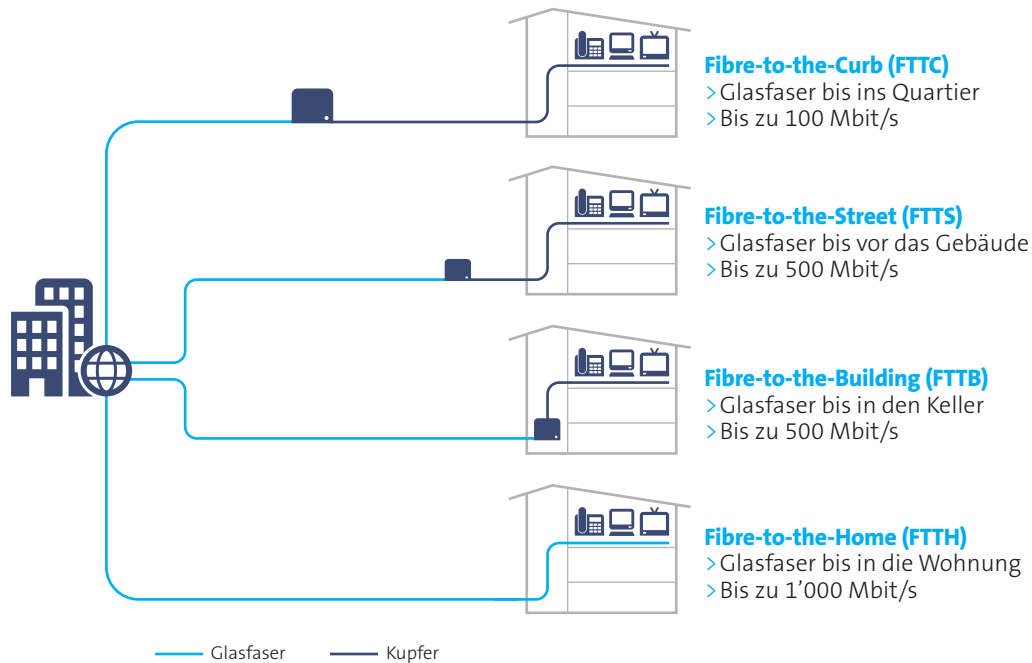 Fibre-to-the-Curb (FTTC)
> Glasfaser bis ins Quartier
> Bis zu 100 Mbit/s
Fibre-to-the-Street (FTTS)
> Glasfaser bis vor das Gebäude
> Bis zu 500 Mbit/s
Fibre-to-the-Building (FTTB)
> Glasfaser bis in den Keller
> Bis zu 500 Mbit/s
Fibre-to-the-Home (FTTH)
> Glasfaser bis in die Wohnung
> Bis zu 1’000 Mbit/s
Glasfaser Kupfer